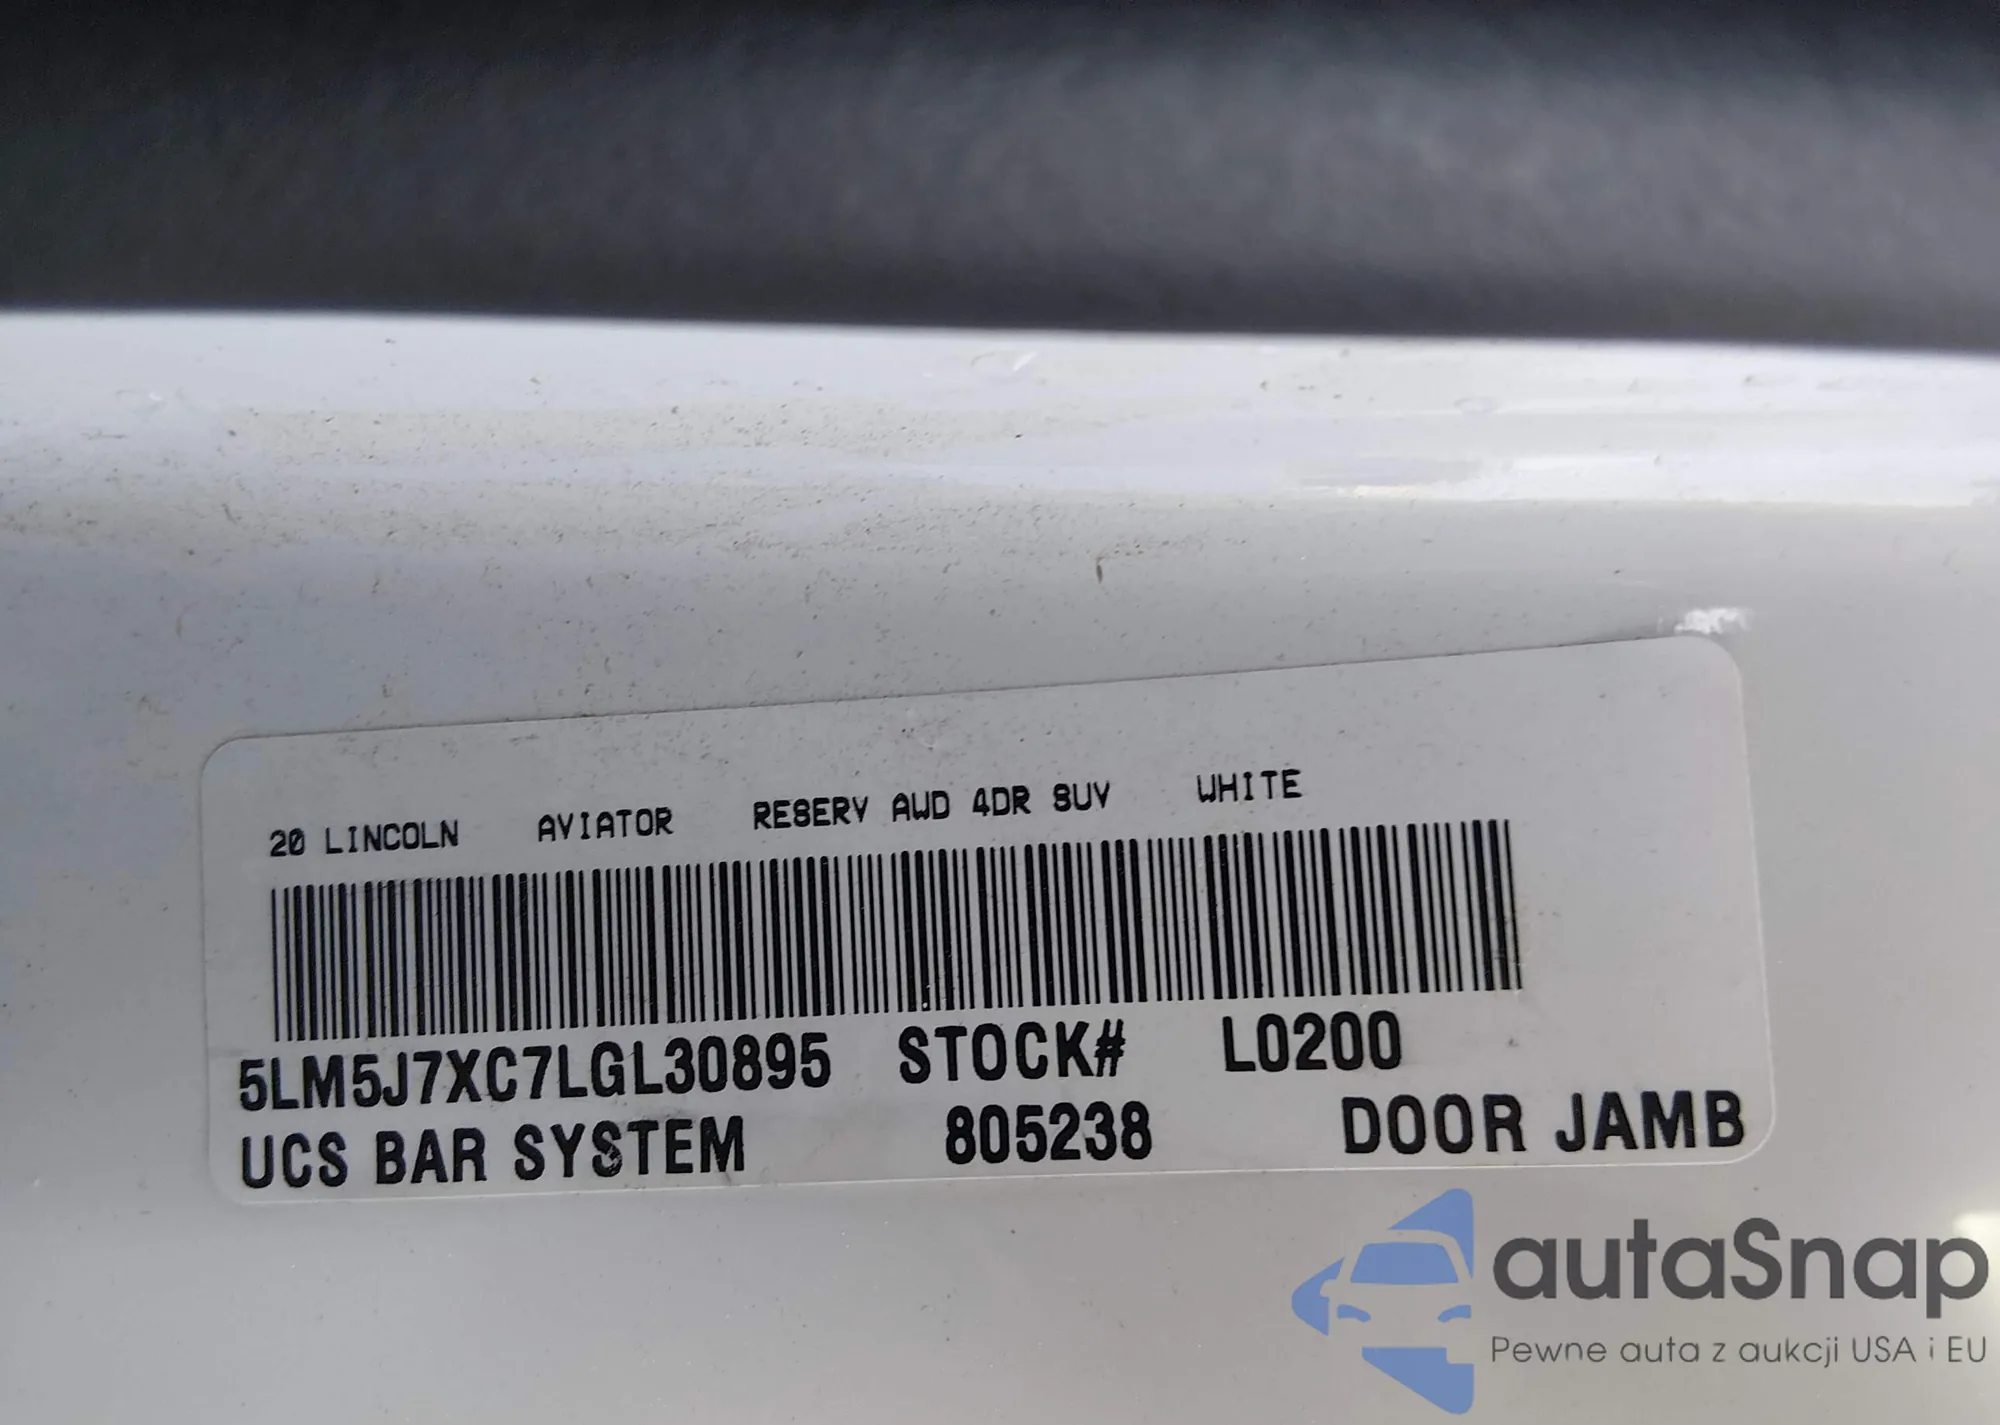 20 LINCOLN AVIATOR RESERV AWD 4DR SUV WHITE
5LM5J7XC7LGL30895 STOCK# L0200
UCS BAR SYSTEM 805238 DOOR JAMB
autaSnap
Pewne auta z aukcji USA i EU